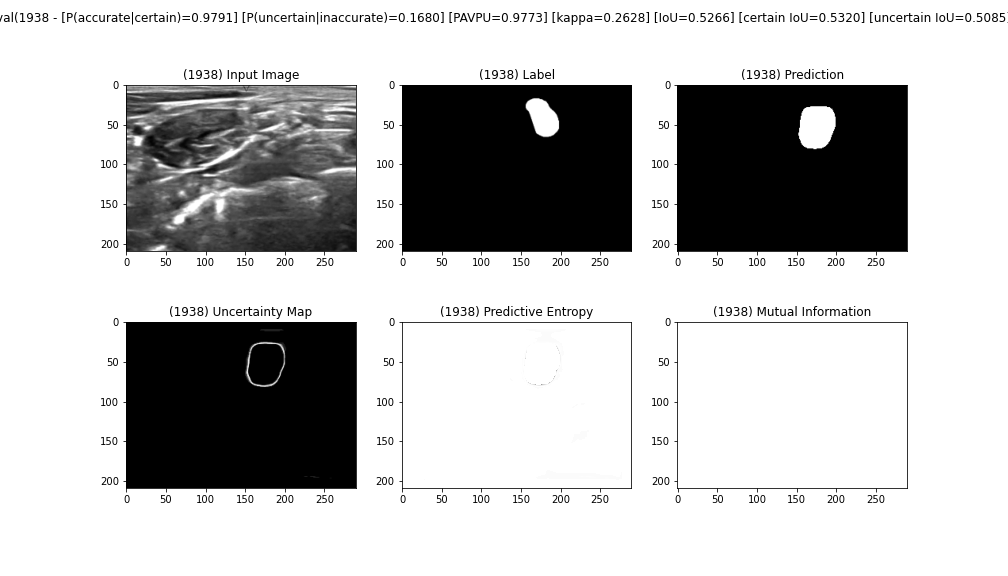 val(1938 - [P(accurate|certain)=0.9791] [P(uncertain|inaccurate)=0.1680] [PAVPU=0.9773] [kappa=0.2628] [IoU=0.5266] [certain IoU=0.5320] [uncertain IoU=0.5085]
(1938) Input Image
0
50
100
150
200
0 50 100 150 200 250
(1938) Label
0
50
100
150
200
0 50 100 150 200 250
(1938) Prediction
0
50
100
150
200
0 50 100 150 200 250
(1938) Uncertainty Map
0
50
100
150
200
0 50 100 150 200 250
(1938) Predictive Entropy
0
50
100
150
200
0 50 100 150 200 250
(1938) Mutual Information
0
50
100
150
200
0 50 100 150 200 250